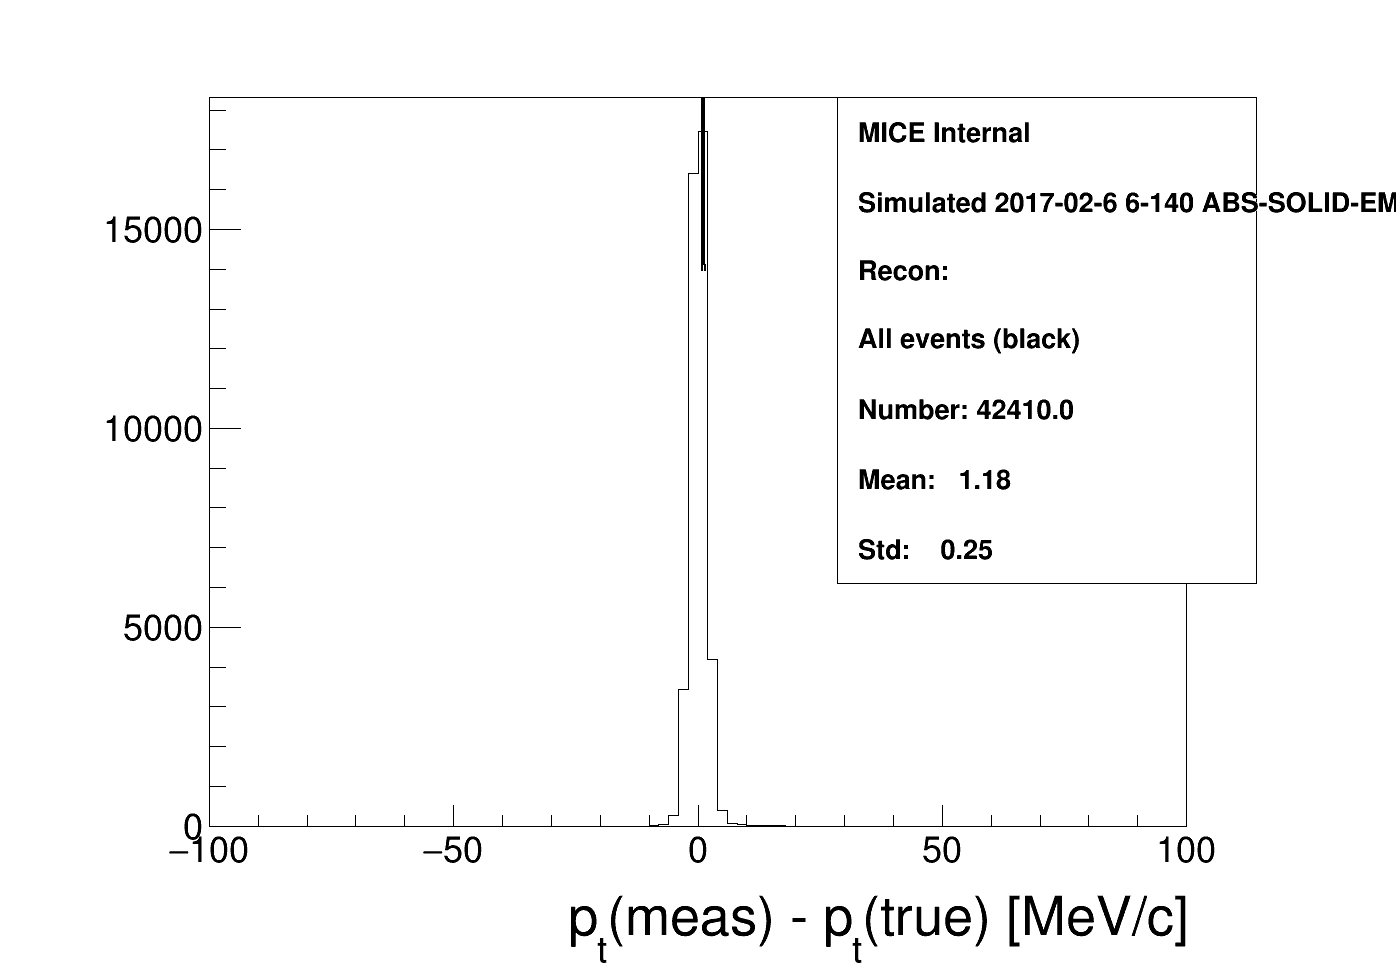 MICE Internal
Simulated 2017-02-6 6-140 ABS-SOLID-EM
Recon:
All events (black)
Number: 42410.0
Mean: 1.18
Std: 0.25
15000
10000
5000
0
−100 −50 0 50 100
pt(meas) - pt(true) [MeV/c]